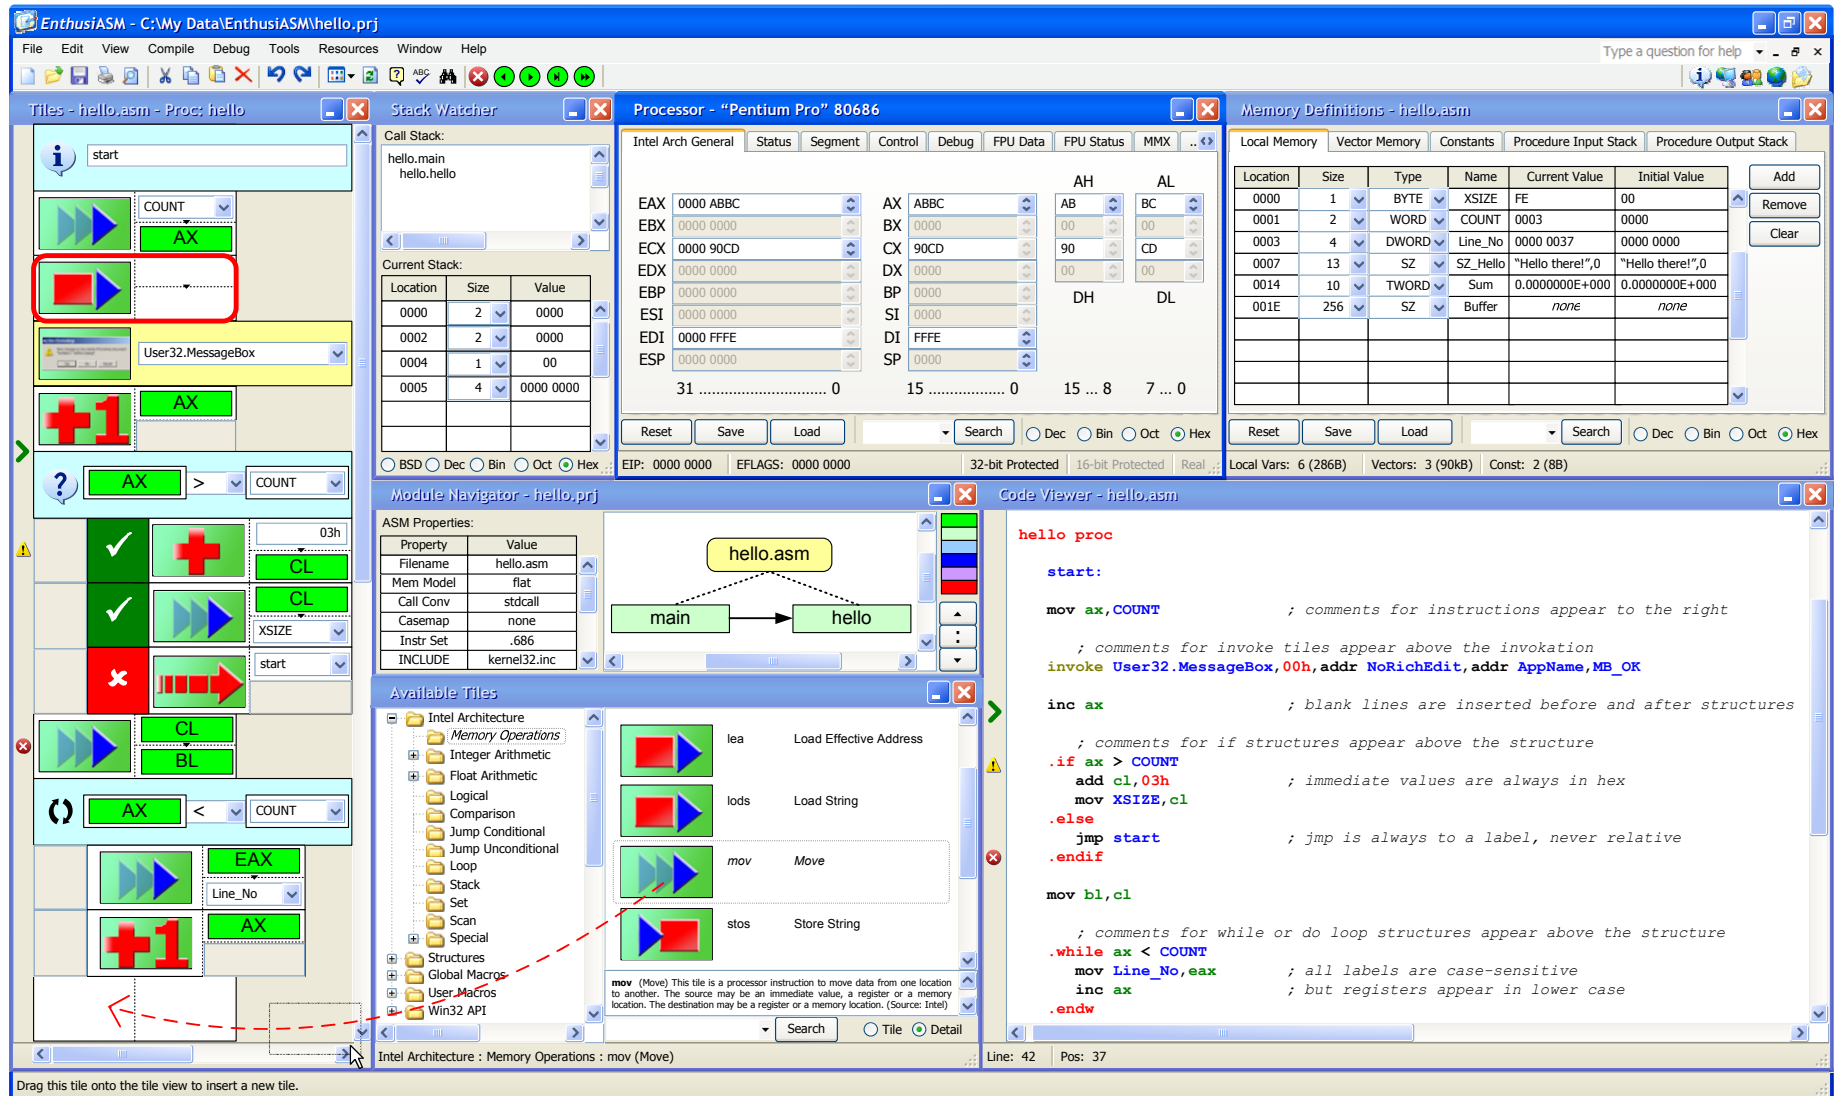 EnthusiASM - C:\My Data\EnthusiASM\hello.prj
File Edit View Compile Debug Tools Resources Window Help
Type a question for help
Tiles - hello.asm - Proc: hello
start
COUNT
AX
User32.MessageBox
AX
AX > COUNT
03h
CL
CL
XSIZE
start
CL
BL
AX < COUNT
EAX
Line_No
AX
Stack Watcher
Call Stack:
hello.main
hello.hello
Current Stack:
Location Size Value
0000 2 0000
0002 2 0000
0004 1 00
0005 4 0000 0000
BSD Dec Bin Oct Hex
Processor - “Pentium Pro” 80686
Intel Arch General Status Segment Control Debug FPU Data FPU Status MMX ..
AH AL
EAX 0000 ABBC AX ABBC AB BC
EBX 0000 0000 BX 0000 00 00
ECX 0000 90CD CX 90CD 90 CD
EDX 0000 0000 DX 0000 00 00
EBP 0000 0000 BP 0000 DH DL
ESI 0000 0000 SI 0000
EDI 0000 FFFE DI FFFE
ESP 0000 0000 SP 0000
31 .............................. 0 15 .................. 0 15 ... 8 7 ... 0
Reset Save Load Search Dec Bin Oct Hex
EIP: 0000 0000 EFLAGS: 0000 0000 32-bit Protected 16-bit Protected Real
Memory Definitions - hello.asm
Local Memory Vector Memory Constants Procedure Input Stack Procedure Output Stack
Location Size Type Name Current Value Initial Value
0000 1 BYTE XSIZE FE 00
0001 2 WORD COUNT 0003 0000
0003 4 DWORD Line_No 0000 0037 0000 0000
0007 13 SZ SZ_Hello “Hello there!”,0 “Hello there!”,0
0014 10 TWORD Sum 0.0000000E+000 0.0000000E+000
001E 256 SZ Buffer none none
Add
Remove
Clear
Reset Save Load Search Dec Bin Oct Hex
Local Vars: 6 (286B) Vectors: 3 (90kB) Const: 2 (8B)
Module Navigator - hello.prj
ASM Properties:
Property Value
Filename hello.asm
Mem Model flat
Call Conv stdcall
Casemap none
Instr Set .686
INCLUDE kernel32.inc
hello.asm
main hello
:
Available Tiles
Intel Architecture
Memory Operations
Integer Arithmetic
Float Arithmetic
Logical
Comparison
Jump Conditional
Jump Unconditional
Loop
Stack
Set
Scan
Special
Structures
Global Macros
User Macros
Win32 API
lea Load Effective Address
lods Load String
mov Move
stos Store String
mov (Move) This tile is a processor instruction to move data from one location
to another. The source may be an immediate value, a register or a memory
location. The destination may be a register or a memory location. (Source: Intel)
Search Tile Detail
Intel Architecture : Memory Operations : mov (Move)
Code Viewer - hello.asm
hello proc
start:
mov ax,COUNT ; comments for instructions appear to the right
; comments for invoke tiles appear above the invokation
invoke User32.MessageBox,00h,addr NoRichEdit,addr AppName,MB_OK
inc ax ; blank lines are inserted before and after structures
; comments for if structures appear above the structure
.if ax > COUNT
add cl,03h ; immediate values are always in hex
mov XSIZE,cl
.else
jmp start ; jmp is always to a label, never relative
.endif
mov bl,cl
; comments for while or do loop structures appear above the structure
.while ax < COUNT
mov Line_No,eax ; all labels are case-sensitive
inc ax ; but registers appear in lower case
.endw
Line: 42 Pos: 37
Drag this tile onto the tile view to insert a new tile.